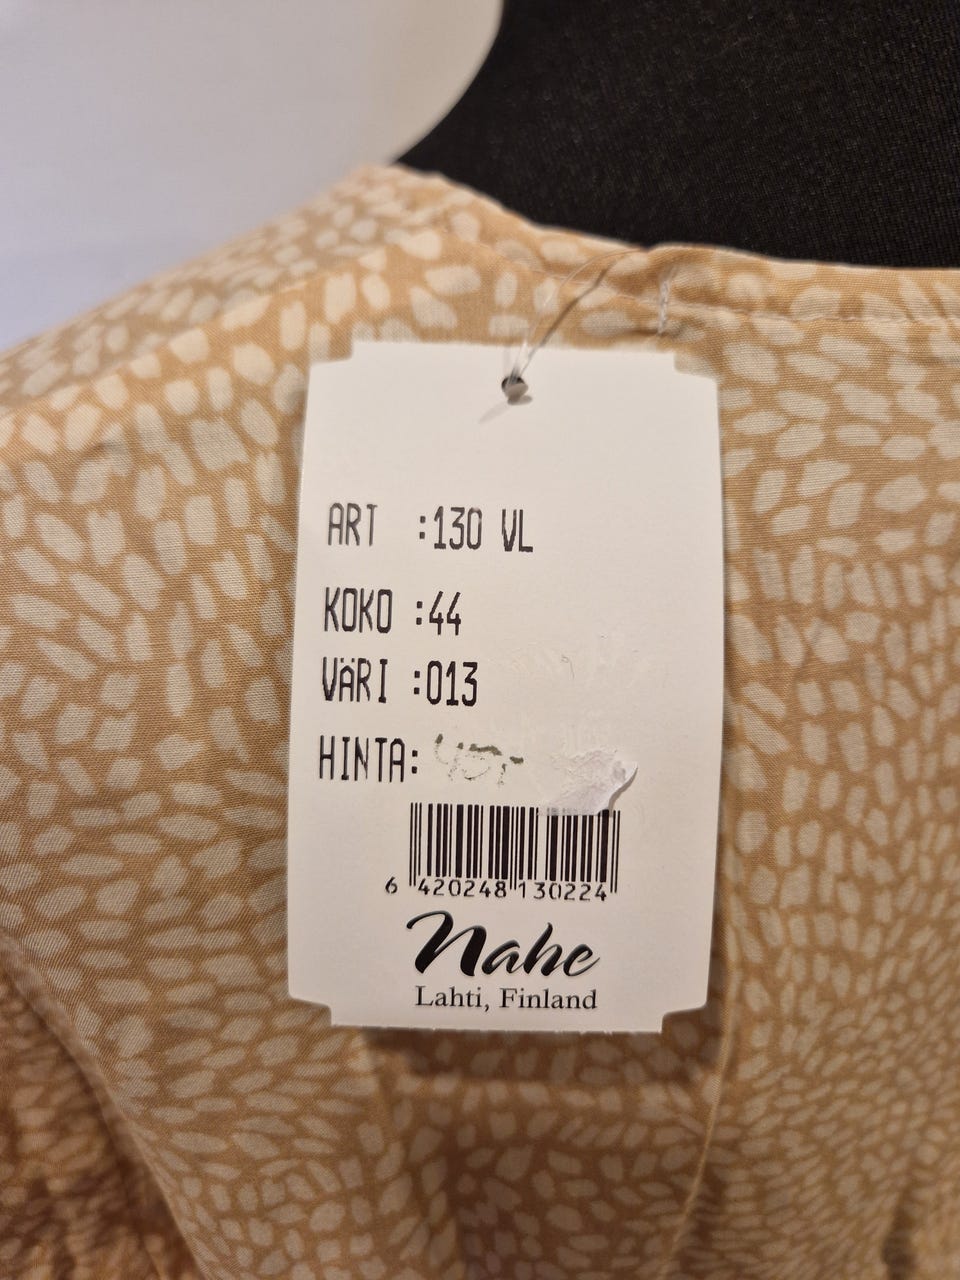 ART :130 VL
KOKO :44
VÄRI :013
HINTA:
6 420248 130224
Nahe
Lahti, Finland